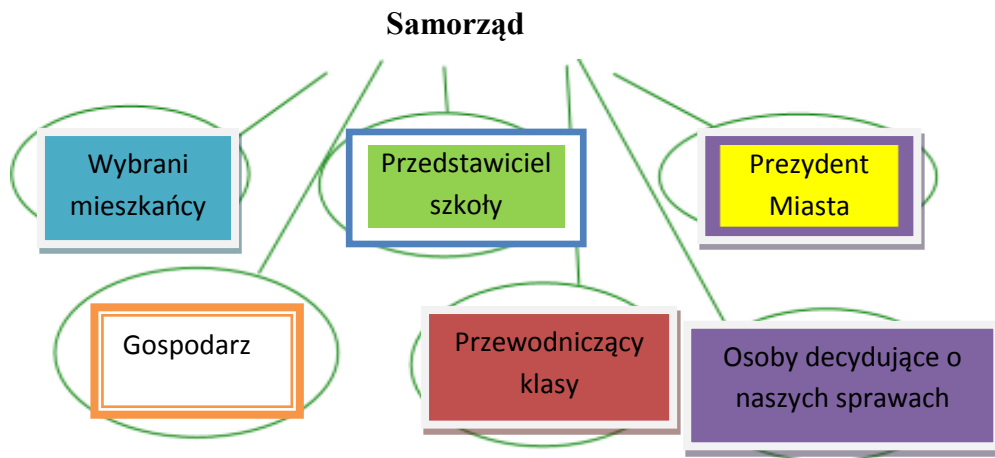 Samorząd
Wybrani
mieszkańcy
Przedstawiciel
szkoły
Prezydent
Miasta
Gospodarz
Przewodniczący
klasy
Osoby decydujące o
naszych sprawach